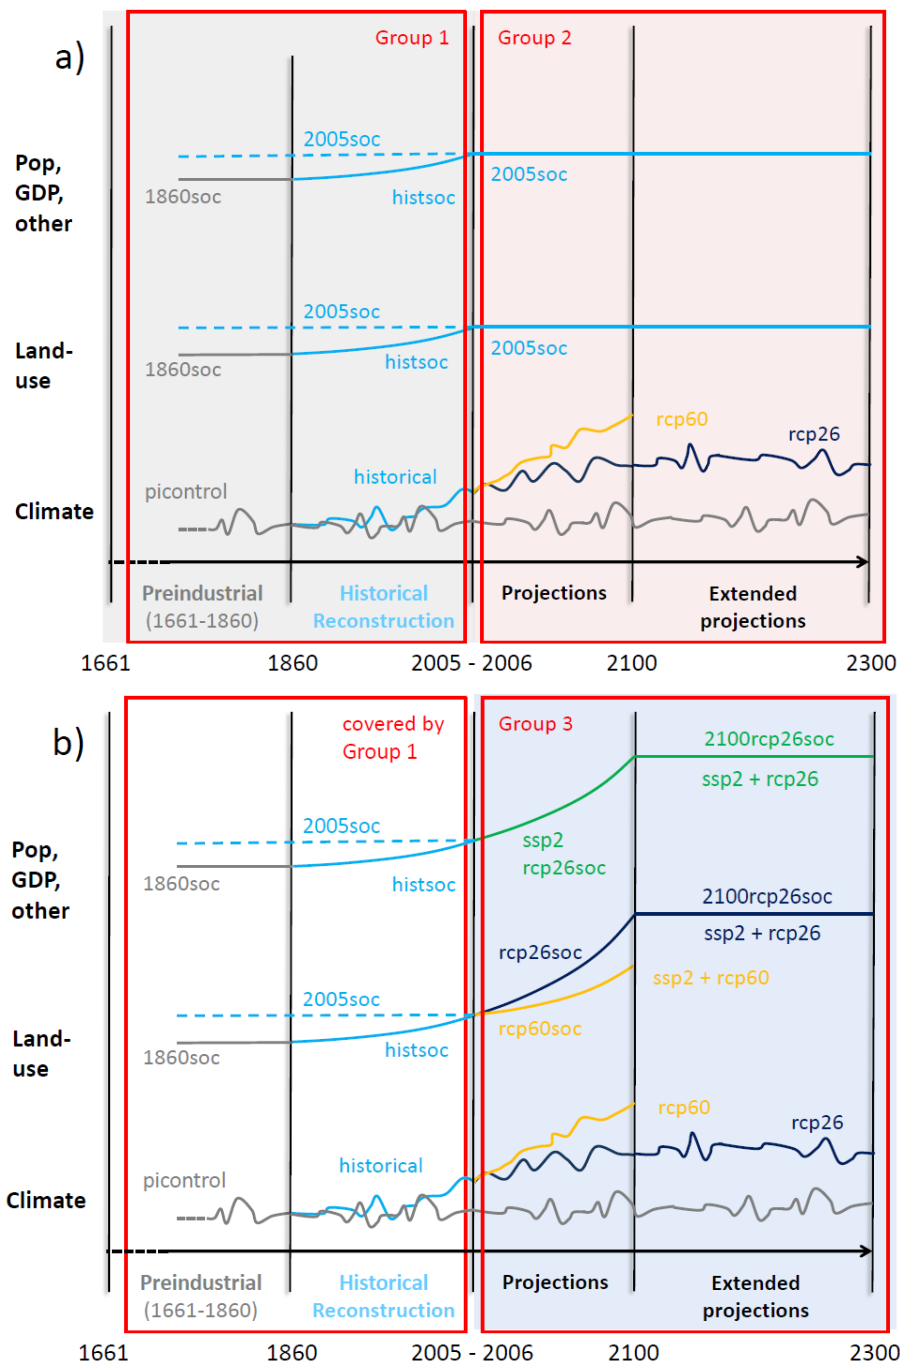 a)
Group 1
Group 2
Pop,
GDP,
other
2005soc
1860soc
histsoc
2005soc
Land-
use
2005soc
1860soc
histsoc
2005soc
Climate
picontrol
historical
rcp60
rcp26
Preindustrial
(1661-1860)
Historical
Reconstruction
Projections
Extended
projections
1661
1860
2005 - 2006
2100
2300
b)
covered by
Group 1
Group 3
Pop,
GDP,
other
2005soc
1860soc
histsoc
ssp2
rcp26soc
2100rcp26soc
ssp2 + rcp26
Land-
use
2005soc
1860soc
histsoc
rcp26soc
rcp60soc
2100rcp26soc
ssp2 + rcp26
ssp2 + rcp60
Climate
picontrol
historical
rcp60
rcp26
Preindustrial
(1661-1860)
Historical
Reconstruction
Projections
Extended
projections
1661
1860
2005 - 2006
2100
2300